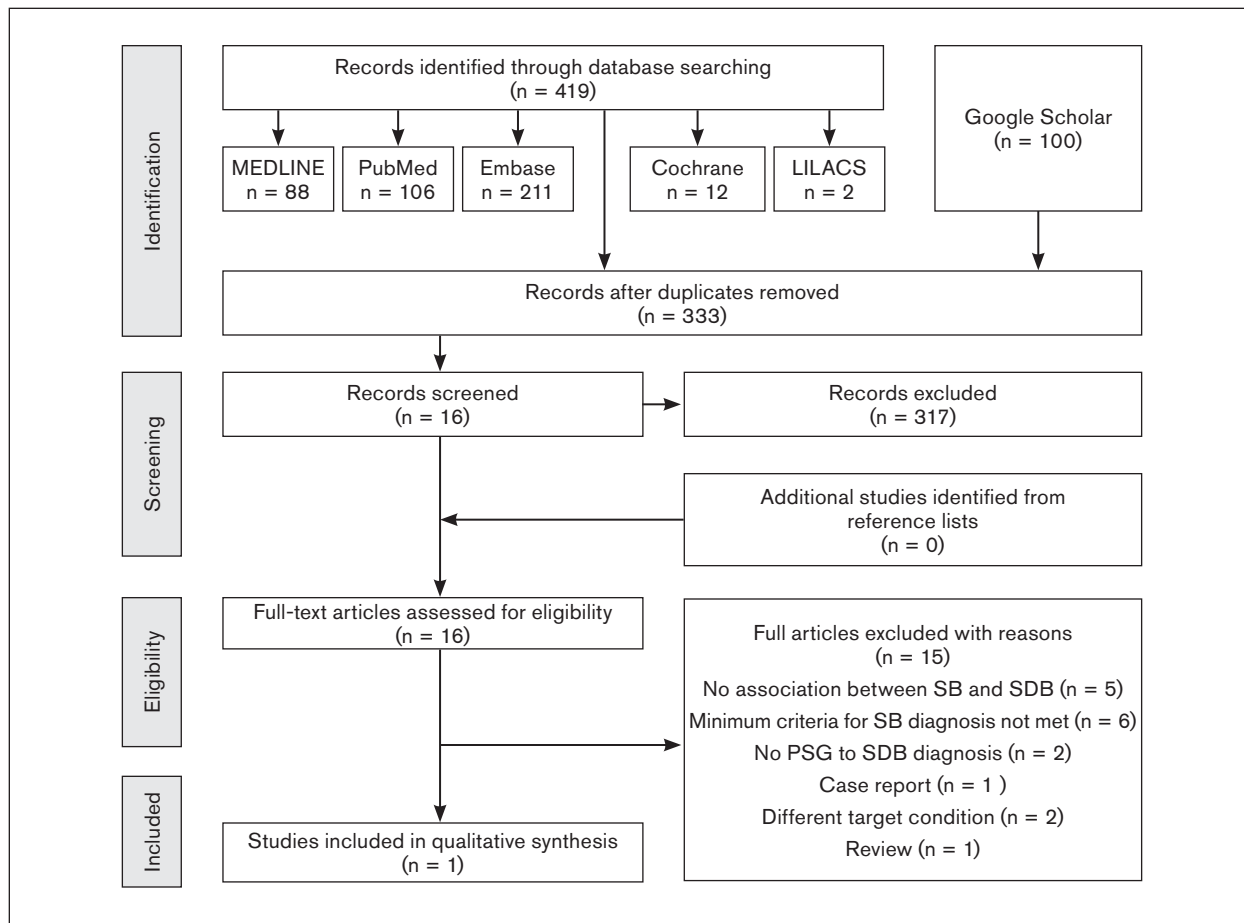 Identification
Records identified through database searching
(n = 419)
Google Scholar
(n = 100)
MEDLINE
n = 88
PubMed
n = 106
Embase
n = 211
Cochrane
n = 12
LILACS
n = 2
Records after duplicates removed
(n = 333)
Screening
Records screened
(n = 16)
Records excluded
(n = 317)
Additional studies identified from
reference lists
(n = 0)
Eligibility
Full-text articles assessed for eligibility
(n = 16)
Full articles excluded with reasons
(n = 15)
No association between SB and SDB (n = 5)
Minimum criteria for SB diagnosis not met (n = 6)
No PSG to SDB diagnosis (n = 2)
Case report (n = 1 )
Different target condition (n = 2)
Review (n = 1)
Included
Studies included in qualitative synthesis
(n = 1)